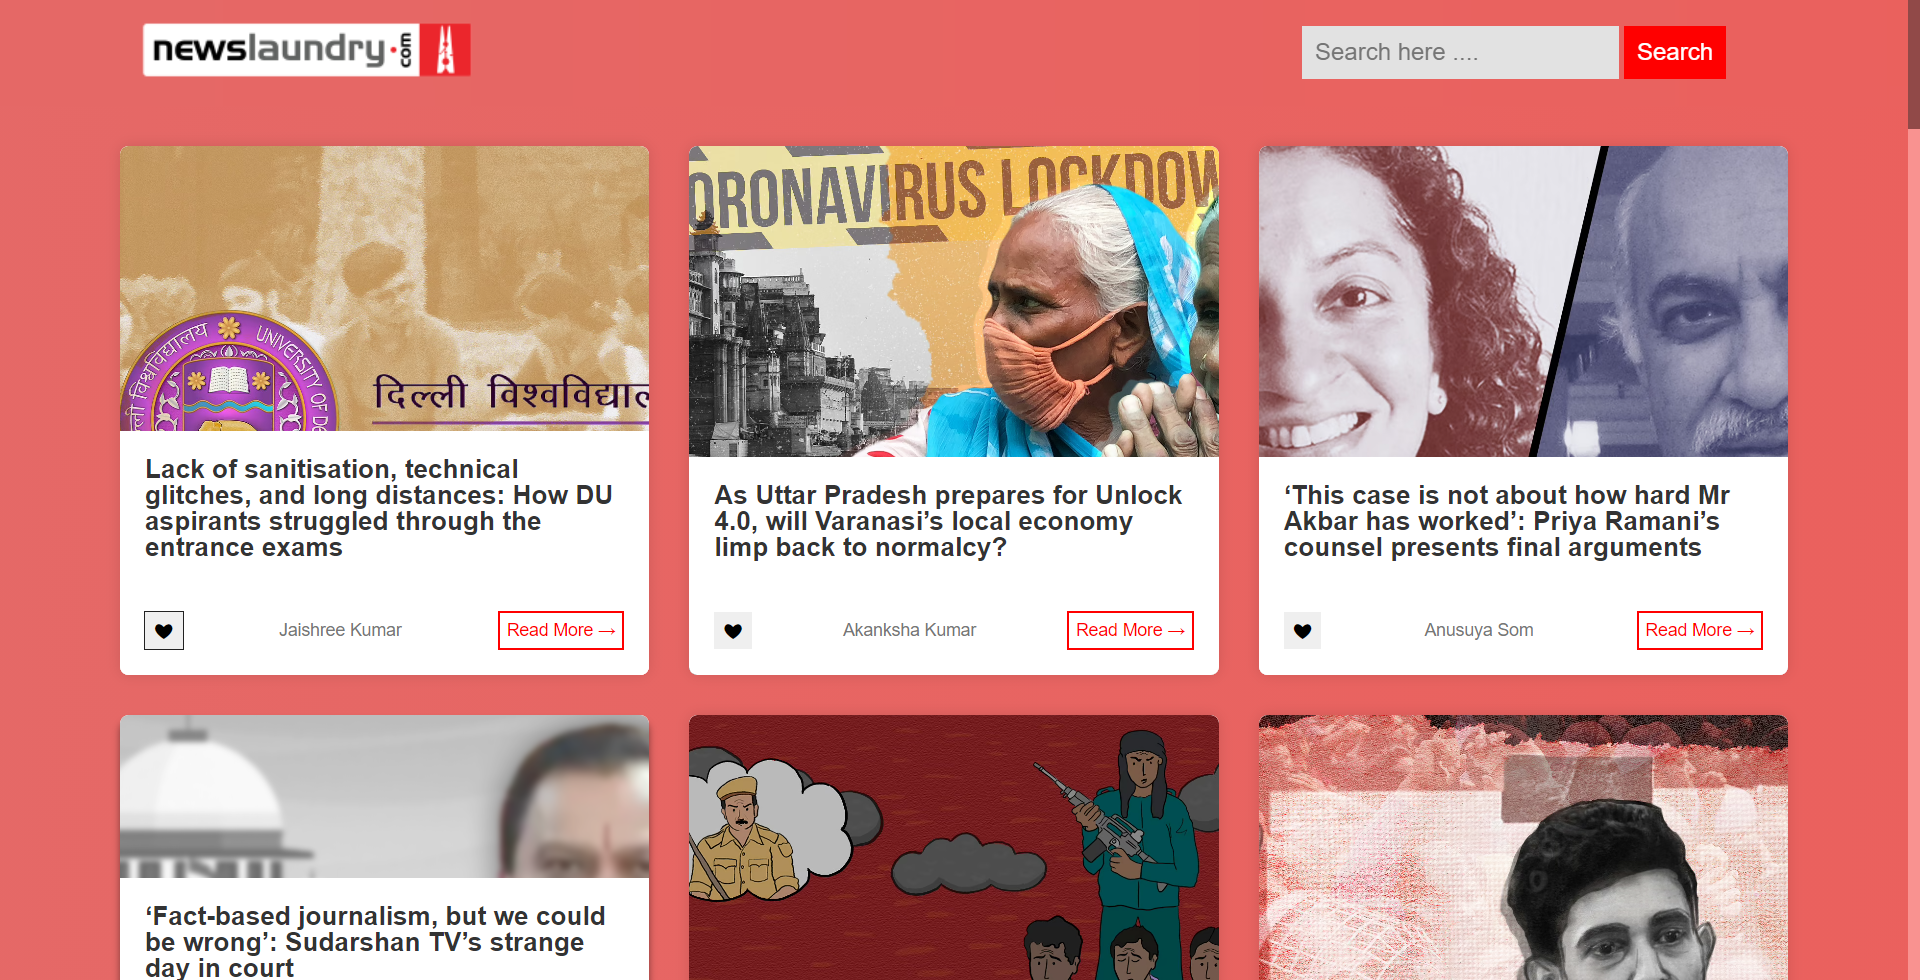 newslaundry.com
Search here ....
Search
दिल्ली विश्वविद्याल
विश्वविद्यालय
UNIVERSITY OF DE
ORONAVIRUS LOCKDOW
Lack of sanitisation, technical
glitches, and long distances: How DU
aspirants struggled through the
entrance exams
Jaishree Kumar
Read More →
As Uttar Pradesh prepares for Unlock
4.0, will Varanasi’s local economy
limp back to normalcy?
Akanksha Kumar
Read More →
‘This case is not about how hard Mr
Akbar has worked’: Priya Ramani’s
counsel presents final arguments
Anusuya Som
Read More →
‘Fact-based journalism, but we could
be wrong’: Sudarshan TV’s strange
day in court